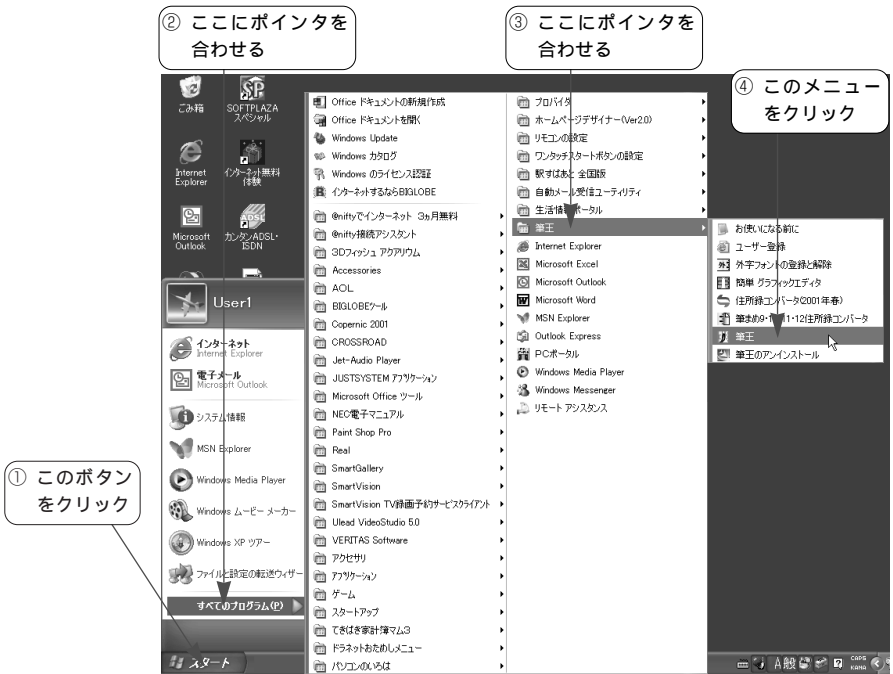 ② ここにポインタを
合わせる
③ ここにポインタを
合わせる
④ このメニュー
をクリック
① このボタン
をクリック
ごみ箱
SOFTPLAZA
スペシャル
Internet
Explorer
インターネット無料
体験
Microsoft
Outlook
カンタンADSL・
ISDN
User1
インターネット
Internet Explorer
電子メール
Microsoft Outlook
システム情報
MSN Explorer
Windows Media Player
Windows ムービー メーカー
Windows XP ツアー
ファイルと設定の転送ウィザー
すべてのプログラム(P)
スタート
Office ドキュメントの新規作成
Office ドキュメントを開く
Windows Update
Windows カタログ
Windows のライセンス認証
インターネットするならBIGLOBE
@niftyでインターネット 3ヵ月無料
@nifty接続アシスタント
3Dフィッシュ アクアリウム
Accessories
AOL
BIGLOBEツール
Copernic 2001
CROSSROAD
Jet-Audio Player
JUSTSYSTEM アプリケーション
Microsoft Office ツール
NEC電子マニュアル
Paint Shop Pro
Real
SmartGallery
SmartVision
SmartVision TV録画予約サービスクライアント
Ulead VideoStudio 5.0
VERITAS Software
アクセサリ
アプリケーション
ゲーム
スタートアップ
てきぱき家計簿マム3
ドラネットおためしメニュー
パソコンのいろは
プロバイダ
ホームページデザイナー(Ver2.0)
リモコンの設定
ワンタッチスタートボタンの設定
駅すぱあと 全国版
自動メール受信ユーティリティ
生活情報ポータル
筆王
Internet Explorer
Microsoft Excel
Microsoft Outlook
Microsoft Word
MSN Explorer
Outlook Express
PCポータル
Windows Media Player
Windows Messenger
リモート アシスタンス
お使いになる前に
ユーザー登録
外字フォントの登録と解除
簡単 グラフィックエディタ
住所録コンバータ(2001年春)
筆まめ9・10・11・12住所録コンバータ
筆王
筆王のアンインストール
A 般
CAPS
KANA